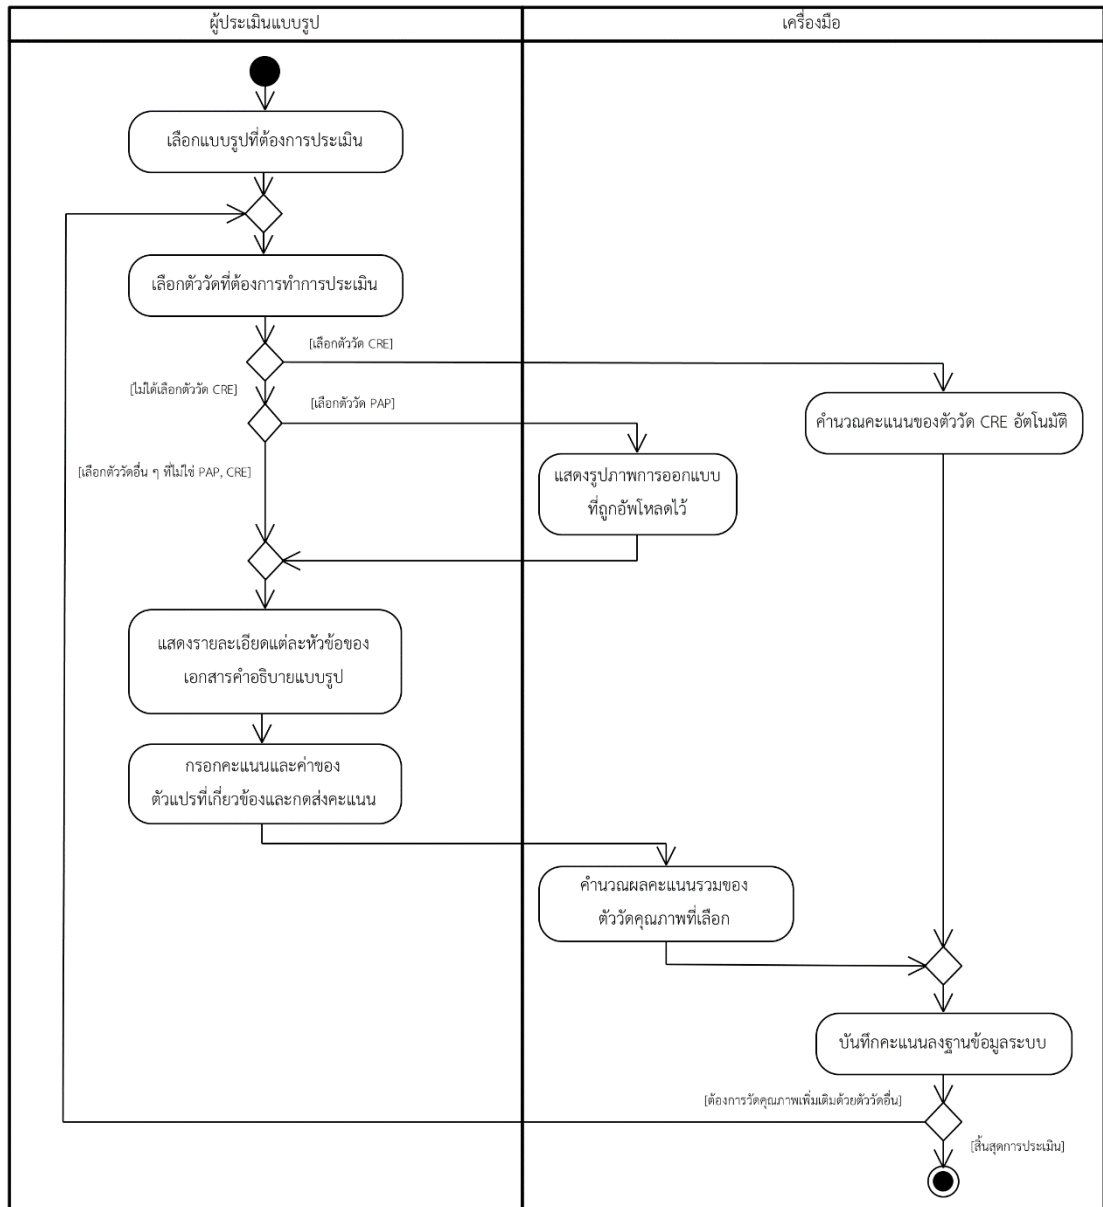 ผู้ประเมินแบบรูป
เครื่องมือ
เลือกแบบรูปที่ต้องการประเมิน
เลือกตัววัดที่ต้องการทำการประเมิน
[เลือกตัววัด CRE]
[ไม่ได้เลือกตัววัด CRE]
[เลือกตัววัด PAP]
คำนวณคะแนนของตัววัด CRE อัตโนมัติ
[เลือกตัววัดอื่น ๆ ที่ไม่ใช่ PAP, CRE]
แสดงรูปภาพการออกแบบ
ที่ถูกอัพโหลดไว้
แสดงรายละเอียดแต่ละหัวข้อของ
เอกสารคำอธิบายแบบรูป
กรอกคะแนนและค่าของ
ตัวแปรที่เกี่ยวข้องและกดส่งคะแนน
คำนวณผลคะแนนรวมของ
ตัววัดคุณภาพที่เลือก
บันทึกคะแนนลงฐานข้อมูลระบบ
[ต้องการวัดคุณภาพเพิ่มเติมด้วยตัววัดอื่น]
[สิ้นสุดการประเมิน]